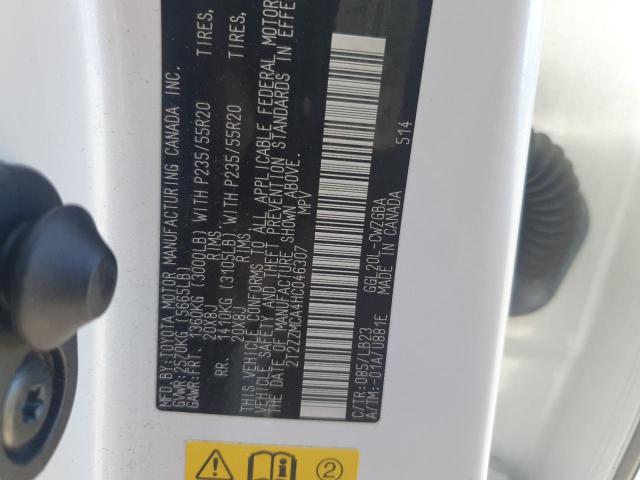 MFD.BY:TOYOTA MOTOR MANUFACTURING CANADA INC.
GVWR:2570KG (5665LB)
GAWR:FRT. 1360KG (3000LB) WITH P235/55R20 TIRES,
20X8J RIMS,
RR. 1410KG (3105LB) WITH P235/55R20 TIRES,
20X8J RIMS.
THIS VEHICLE CONFORMS TO ALL APPLICABLE FEDERAL MOTOR
VEHICLE SAFETY AND THEFT PREVENTION STANDARDS IN EFFE
THE DATE OF MANUFACTURE SHOWN ABOVE.
2T2ZZMCA4HC046307 MPV
514
C/TR:085/LB23 GGL20L-CWZGBA
A/TM:-01A/U881E MADE IN CANADA
! i 2